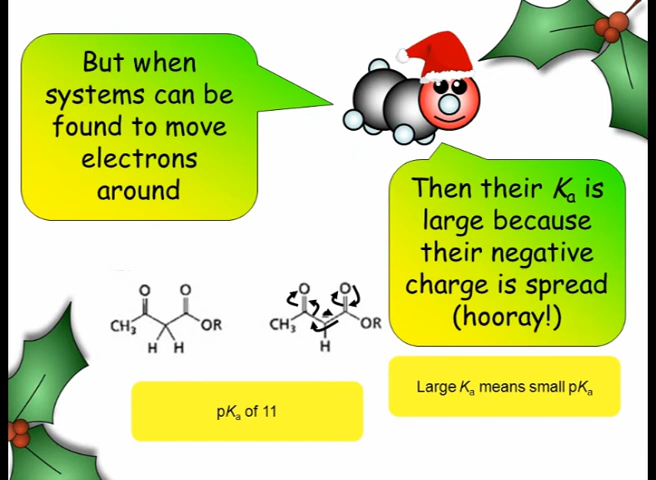 But when
systems can be
found to move
electrons
around
Then their Ka is
large because
their negative
charge is spread
(hooray!)
O O
CH3 OR
H H
O O
CH3 OR
H
pKa of 11
Large Ka means small pKa